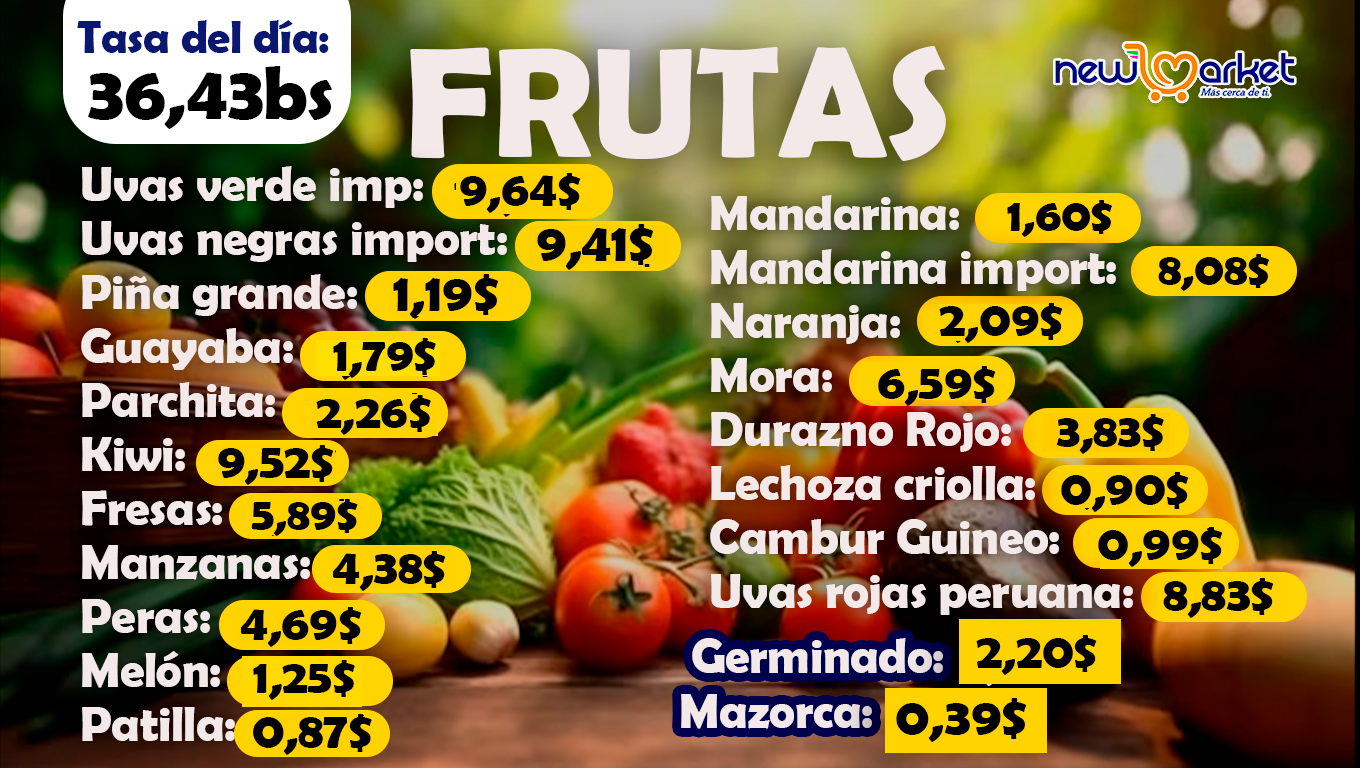 Tasa del día:
36,43bs
FRUTAS
new market
Más cerca de ti.
Uvas verde imp: 9,64$
Uvas negras import: 9,41$
Piña grande: 1,19$
Guayaba: 1,79$
Parchita: 2,26$
Kiwi: 9,52$
Fresas: 5,89$
Manzanas: 4,38$
Peras: 4,69$
Melón: 1,25$
Patilla: 0,87$
Mandarina: 1,60$
Mandarina import: 8,08$
Naranja: 2,09$
Mora: 6,59$
Durazno Rojo: 3,83$
Lechoza criolla: 0,90$
Cambur Guineo: 0,99$
Uvas rojas peruana: 8,83$
Germinado: 2,20$
Mazorca: 0,39$